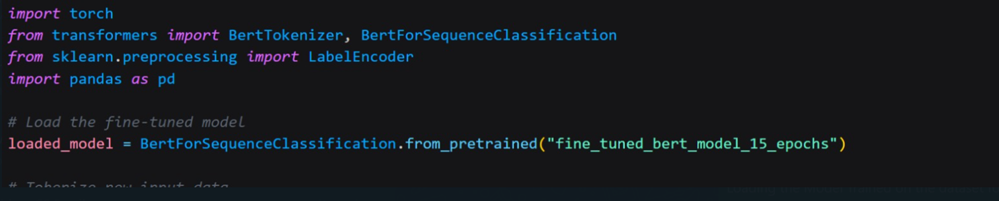 import torch
from transformers import BertTokenizer, BertForSequenceClassification
from sklearn.preprocessing import LabelEncoder
import pandas as pd
# Load the fine-tuned model
loaded_model = BertForSequenceClassification.from_pretrained("fine_tuned_bert_model_15_epochs")
# Tokenize new input data